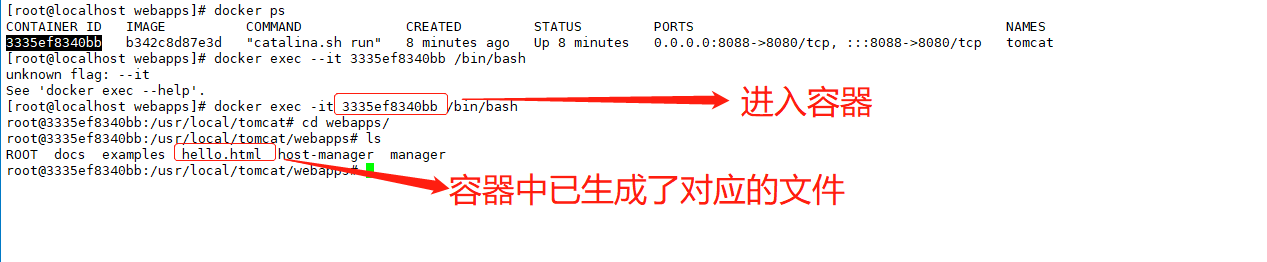 [root@localhost webapps]# docker ps
CONTAINER ID   IMAGE          COMMAND             CREATED         STATUS         PORTS                                       NAMES
3335ef8340bb   b342c8d87e3d   "catalina.sh run"   8 minutes ago   Up 8 minutes   0.0.0.0:8088->8080/tcp, :::8088->8080/tcp   tomcat
[root@localhost webapps]# docker exec --it 3335ef8340bb /bin/bash
unknown flag: --it
See 'docker exec --help'.
[root@localhost webapps]# docker exec -it 3335ef8340bb /bin/bash
进入容器
root@3335ef8340bb:/usr/local/tomcat# cd webapps/
root@3335ef8340bb:/usr/local/tomcat/webapps# ls
ROOT  docs  examples  hello.html  host-manager  manager
root@3335ef8340bb:/usr/local/tomcat/webapps#
容器中已生成了对应的文件